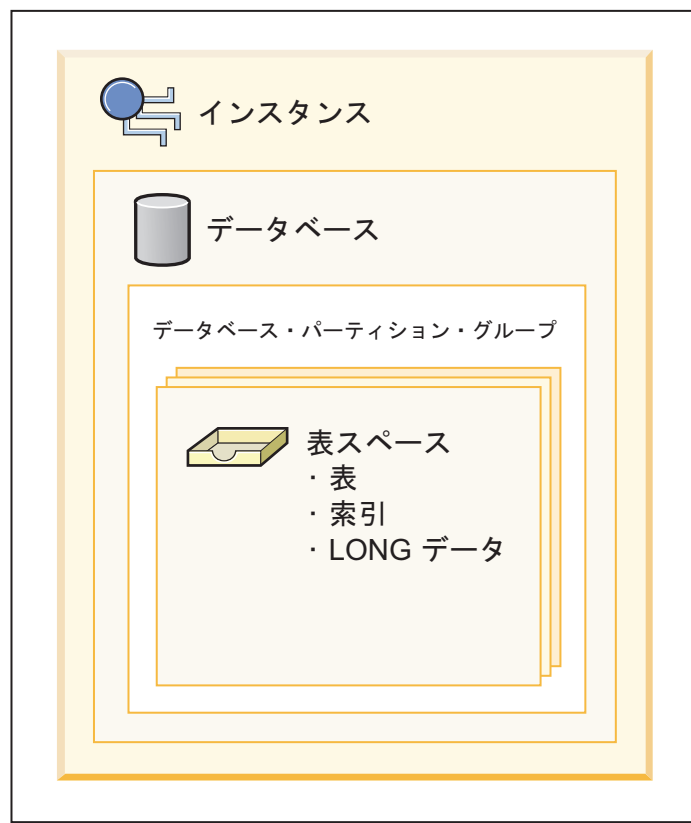 インスタンス
データベース
データベース・パーティション・グループ
表スペース
・表
・索引
・LONG データ